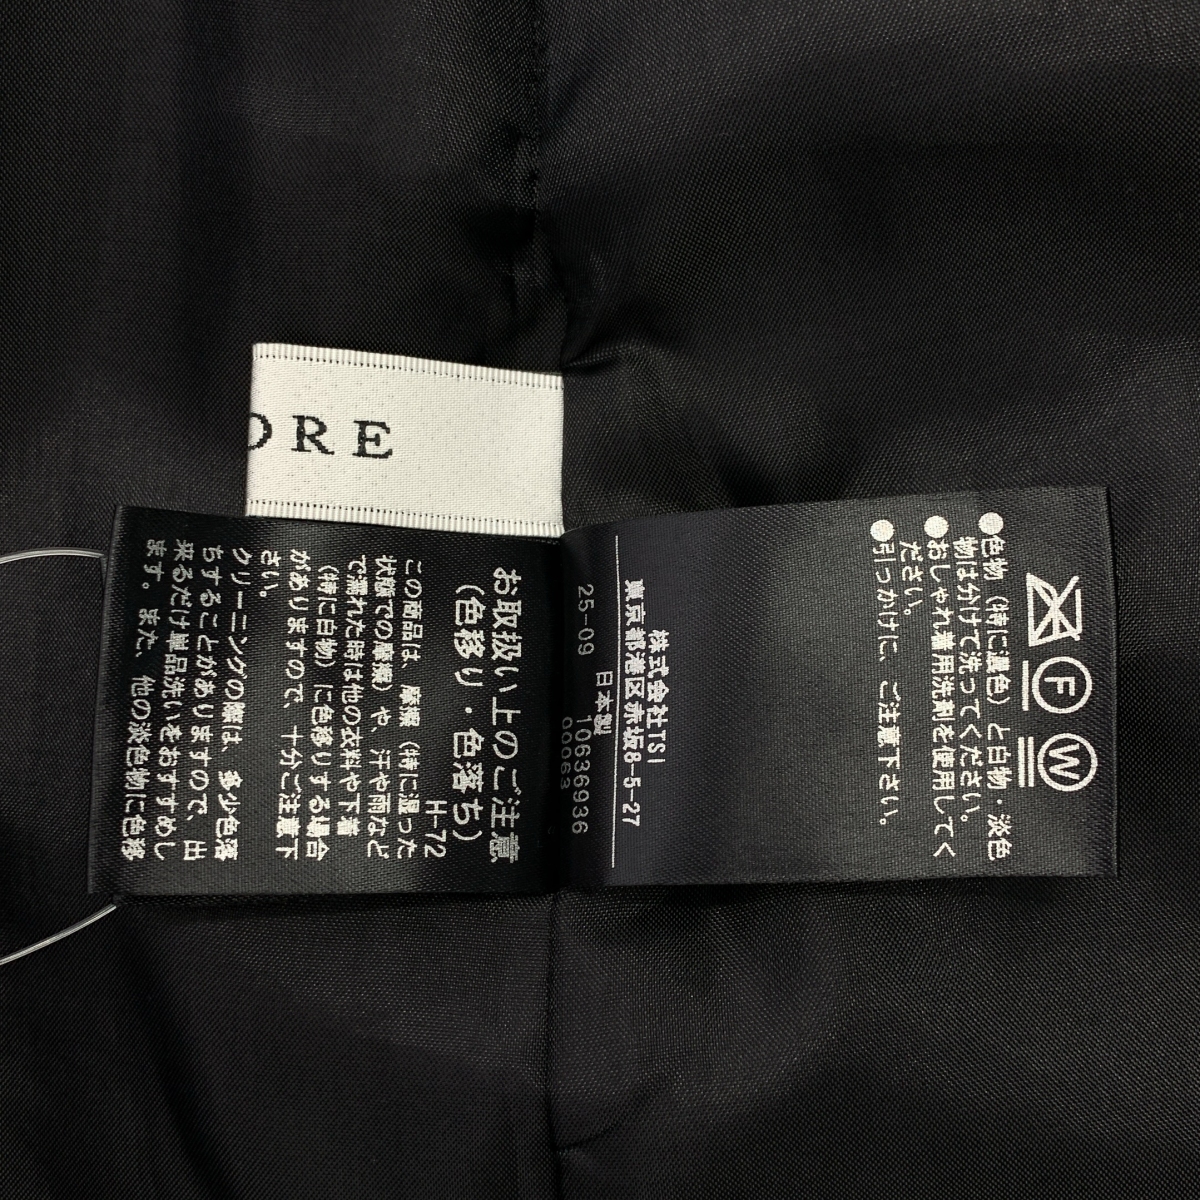 ORE
お取扱い上のご注意
(色移り・色落ち)
H-72
この商品は、摩擦(特に湿った
状態での摩擦)や、汗や雨など
で濡れた時は他の衣料や下着
(特に白物)に色移りする場合
がありますので、十分ご注意下
さい。
クリーニングの際は、多少色落
ちすることがありますので、出
来るだけ単品洗いをおすすめし
ます。また、他の淡色物に色移
F
W
●色物(特に濃色)と白物・淡色
物は分けて洗ってください。
●おしゃれ着用洗剤を使用してく
ださい。
●引っかけに、ご注意下さい。
株式会社TSI
東京都港区赤坂8-5-27
日本製
25-09 10636936
00063